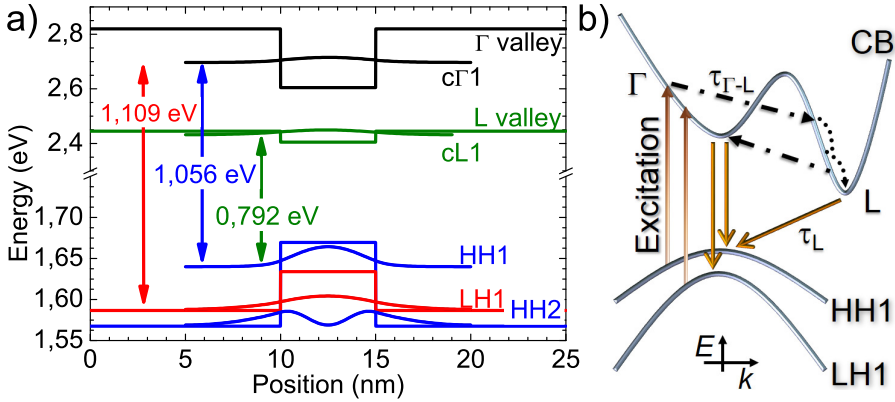 a)
Energy (eV)
2,8
2,6
2,4
1,70
1,65
1,60
1,55
0
5
10
15
20
25
Position (nm)
Γ valley
cΓ1
1,109 eV
L valley
cL1
1,056 eV
0,792 eV
HH1
LH1
HH2
b)
CB
Γ
τΓ-L
Excitation
L
τL
HH1
LH1
E
k